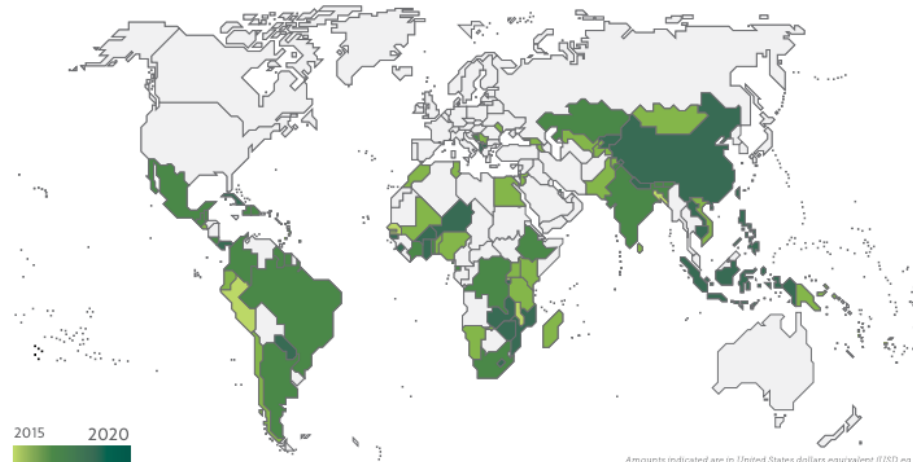 2015 2020
Amounts indicated are in United States dollars equivalent (USD eq